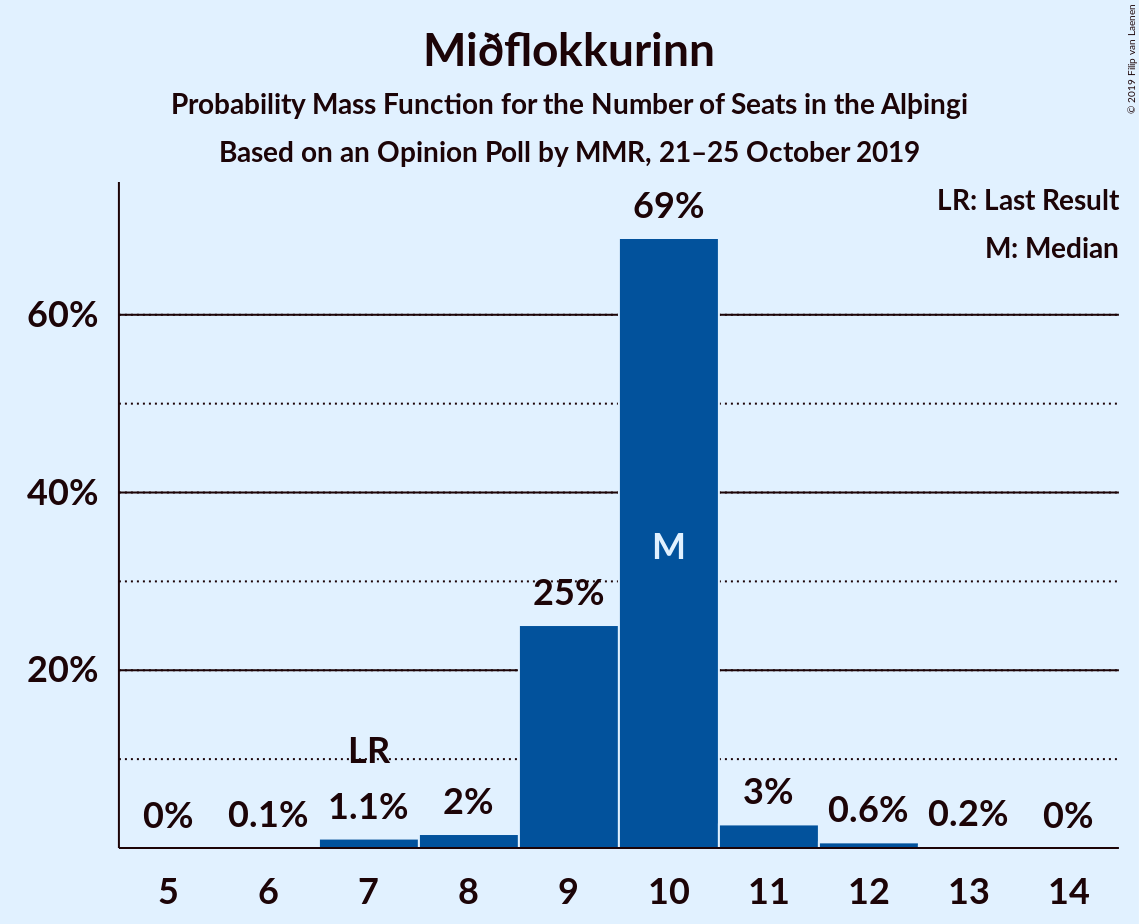 Miðflokkurinn
Probability Mass Function for the Number of Seats in the Alþingi
Based on an Opinion Poll by MMR, 21–25 October 2019
© 2019 Filip van Laenen
LR: Last Result
M: Median
69%
60%
40%
M
25%
20%
LR
0% 0.1% 1.1% 2% 3% 0.6% 0.2% 0%
5 6 7 8 9 10 11 12 13 14